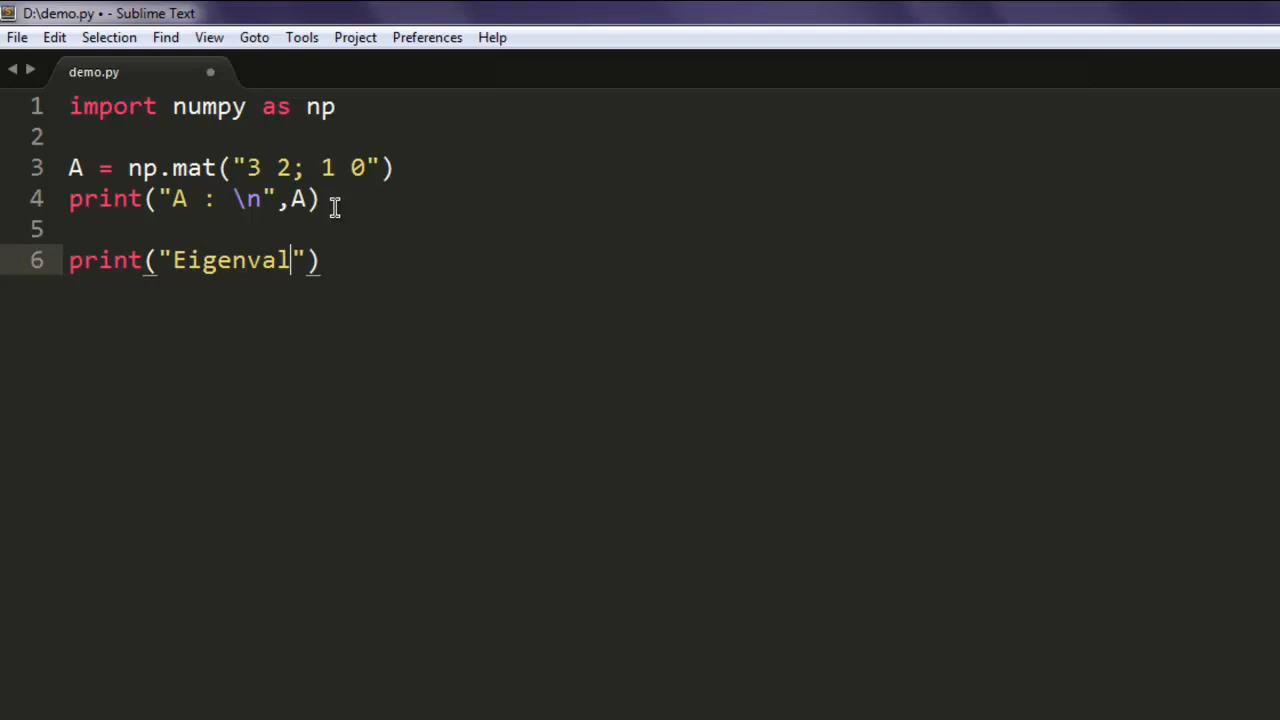 D:\demo.py • - Sublime Text
File Edit Selection Find View Goto Tools Project Preferences Help
demo.py
1 import numpy as np
2
3 A = np.mat("3 2; 1 0")
4 print("A : \n",A)
5
6 print("Eigenval")